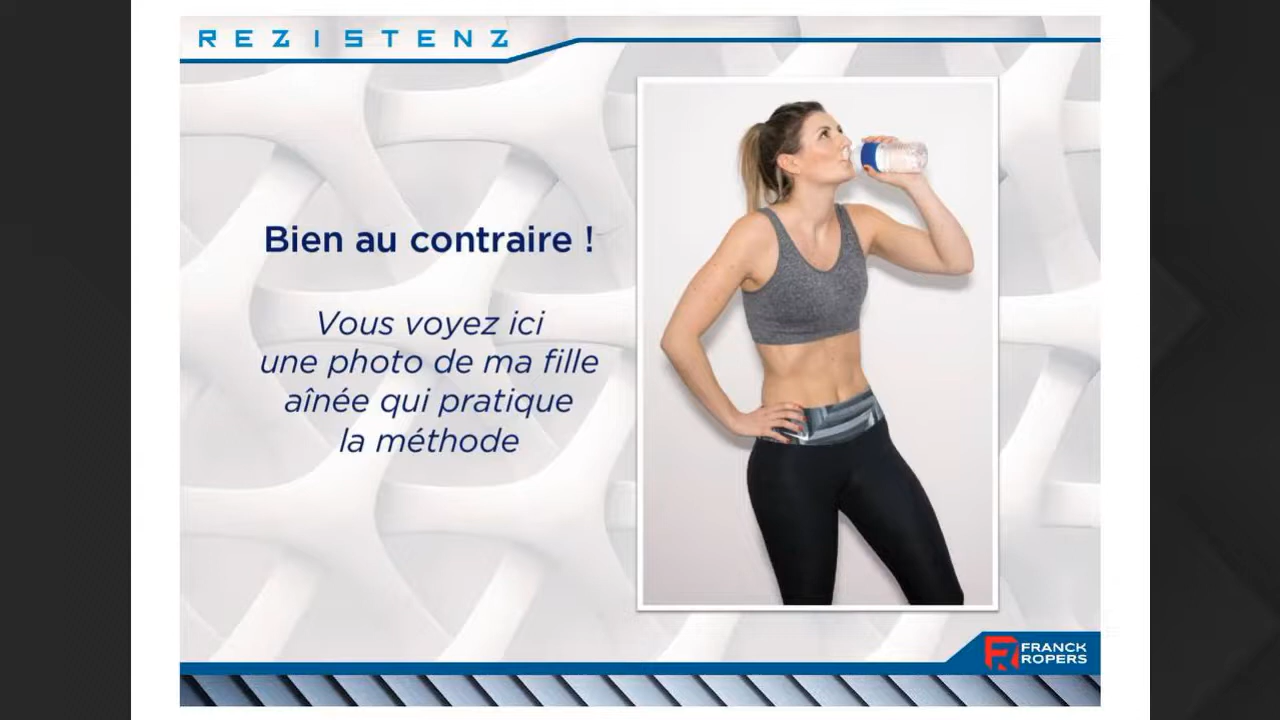 REZISTENZ
Bien au contraire !
Vous voyez ici
une photo de ma fille
aînée qui pratique
la méthode
FRANCK
ROPERS